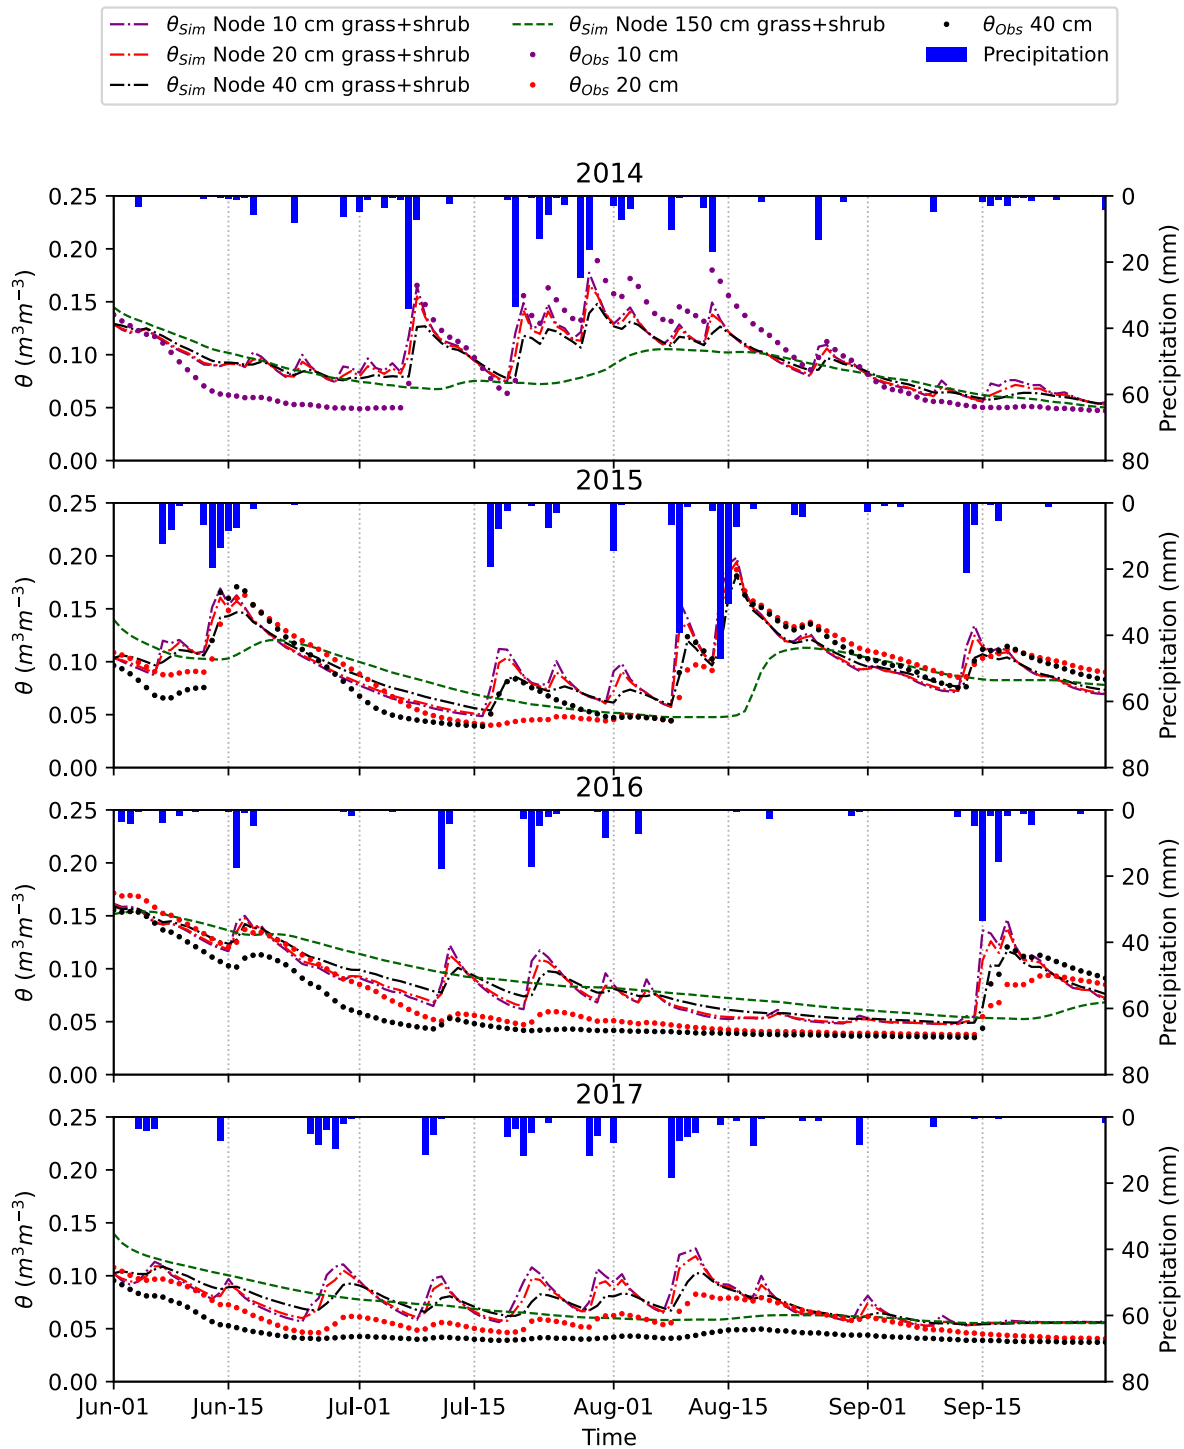 θSim Node 10 cm grass+shrub
θSim Node 20 cm grass+shrub
θSim Node 40 cm grass+shrub
θSim Node 150 cm grass+shrub
θObs 10 cm
θObs 20 cm
θObs 40 cm
Precipitation
2014
0.25
0.20
0.15
0.10
0.05
0.00
θ (m³m⁻³)
0
20
40
60
80
Precipitation (mm)
2015
0.25
0.20
0.15
0.10
0.05
0.00
θ (m³m⁻³)
0
20
40
60
80
Precipitation (mm)
2016
0.25
0.20
0.15
0.10
0.05
0.00
θ (m³m⁻³)
0
20
40
60
80
Precipitation (mm)
2017
0.25
0.20
0.15
0.10
0.05
0.00
θ (m³m⁻³)
0
20
40
60
80
Precipitation (mm)
Jun-01 Jun-15 Jul-01 Jul-15 Aug-01 Aug-15 Sep-01 Sep-15
Time